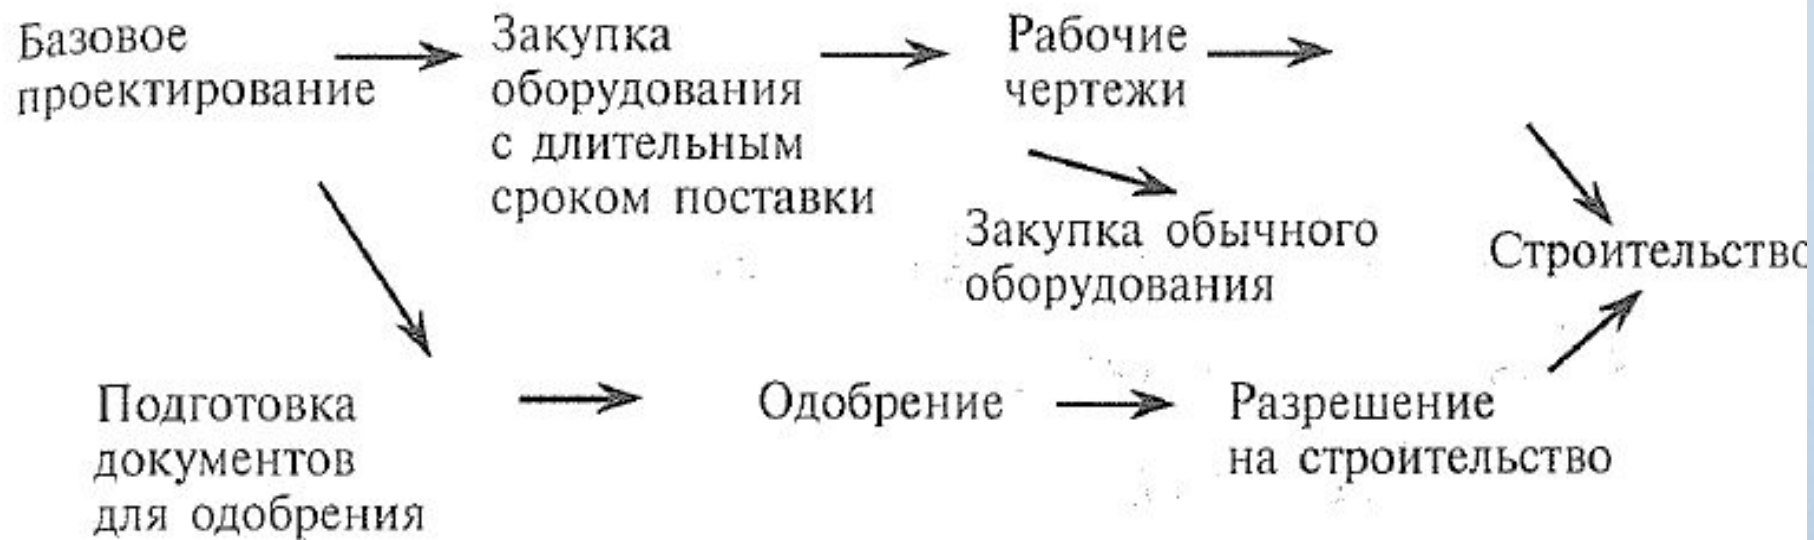 Базовое
проектирование
Закупка
оборудования
с длительным
сроком поставки
Рабочие
чертежи
Закупка обычного
оборудования
Строительство
Подготовка
документов
для одобрения
Одобрение
Разрешение
на строительство